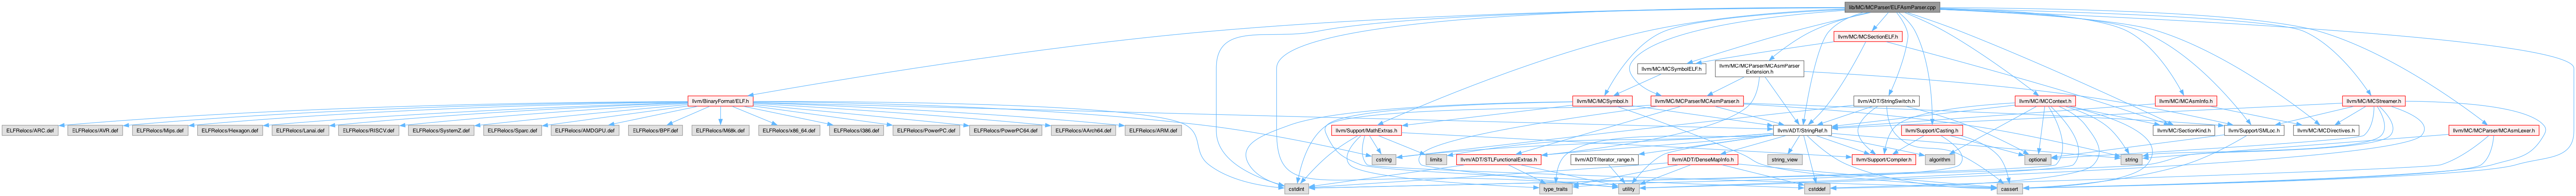 lib/MC/MCParser/ELFAsmParser.cpp
llvm/MC/MCSectionELF.h
llvm/MC/MCSymbolELF.h
llvm/MC/MCParser/MCAsmParser
Extension.h
llvm/BinaryFormat/ELF.h
llvm/MC/MCSymbol.h
llvm/MC/MCParser/MCAsmParser.h
llvm/ADT/StringSwitch.h
llvm/MC/MCContext.h
llvm/MC/MCAsmInfo.h
llvm/MC/MCStreamer.h
ELFRelocs/ARC.def
ELFRelocs/AVR.def
ELFRelocs/Mips.def
ELFRelocs/Hexagon.def
ELFRelocs/Lanai.def
ELFRelocs/RISCV.def
ELFRelocs/SystemZ.def
ELFRelocs/Sparc.def
ELFRelocs/AMDGPU.def
ELFRelocs/BPF.def
ELFRelocs/M68k.def
ELFRelocs/x86_64.def
ELFRelocs/i386.def
ELFRelocs/PowerPC.def
ELFRelocs/PowerPC64.def
ELFRelocs/AArch64.def
ELFRelocs/ARM.def
llvm/Support/MathExtras.h
llvm/ADT/StringRef.h
llvm/Support/Casting.h
llvm/MC/SectionKind.h
llvm/Support/SMLoc.h
llvm/MC/MCDirectives.h
llvm/MC/MCParser/MCAsmLexer.h
cstring
limits
llvm/ADT/STLFunctionalExtras.h
llvm/ADT/iterator_range.h
llvm/ADT/DenseMapInfo.h
string_view
llvm/Support/Compiler.h
algorithm
optional
string
cstdint
type_traits
utility
cstddef
cassert